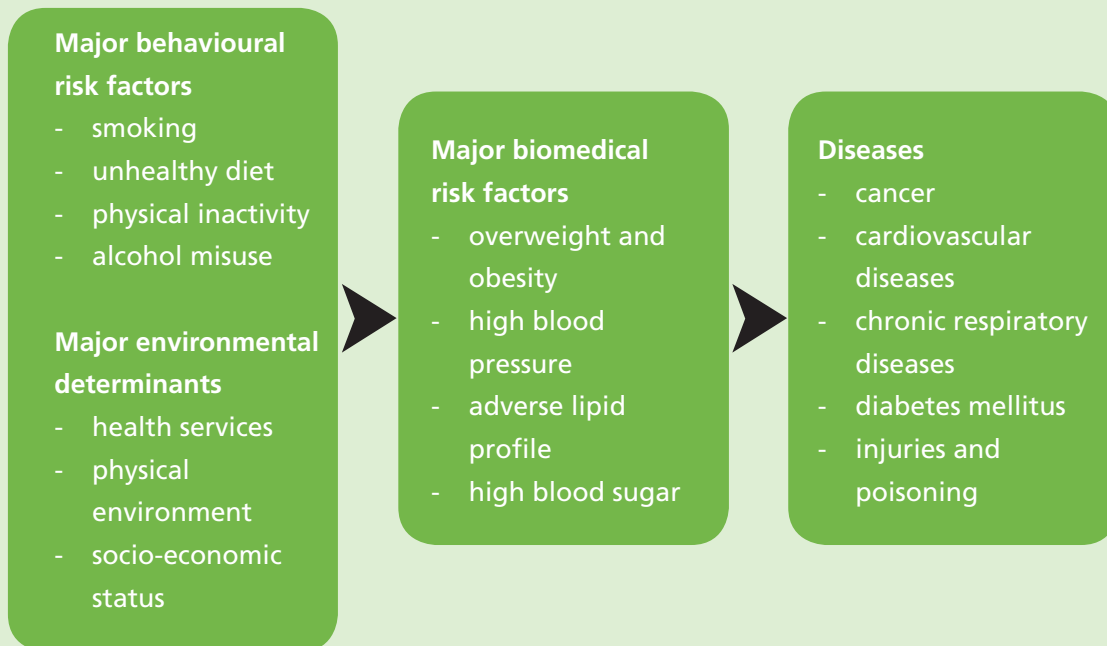 Major behavioural
risk factors
- smoking
- unhealthy diet
- physical inactivity
- alcohol misuse
Major environmental
determinants
- health services
- physical
environment
- socio-economic
status
Major biomedical
risk factors
- overweight and
obesity
- high blood
pressure
- adverse lipid
profile
- high blood sugar
Diseases
- cancer
- cardiovascular
diseases
- chronic respiratory
diseases
- diabetes mellitus
- injuries and
poisoning